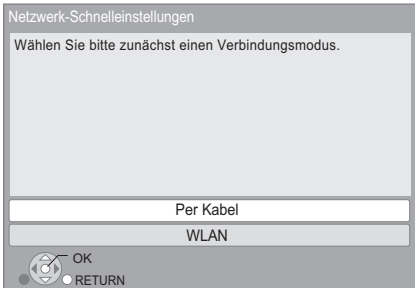 Netzwerk-Schnelleinstellungen
Wählen Sie bitte zunächst einen Verbindungsmodus.
Per Kabel
WLAN
OK
RETURN